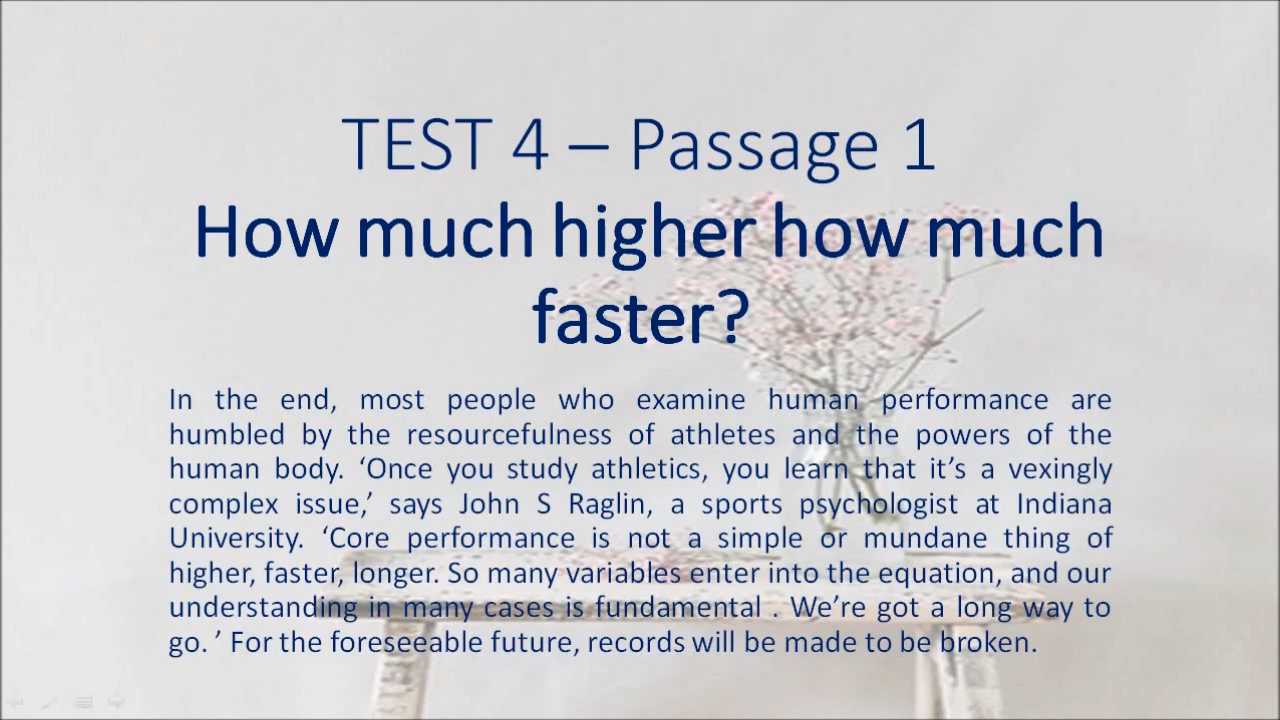 TEST 4 – Passage 1
How much higher how much
faster?
In the end, most people who examine human performance are
humbled by the resourcefulness of athletes and the powers of the
human body. ‘Once you study athletics, you learn that it’s a vexingly
complex issue,’ says John S Raglin, a sports psychologist at Indiana
University. ‘Core performance is not a simple or mundane thing of
higher, faster, longer. So many variables enter into the equation, and our
understanding in many cases is fundamental . We’re got a long way to
go. ’ For the foreseeable future, records will be made to be broken.